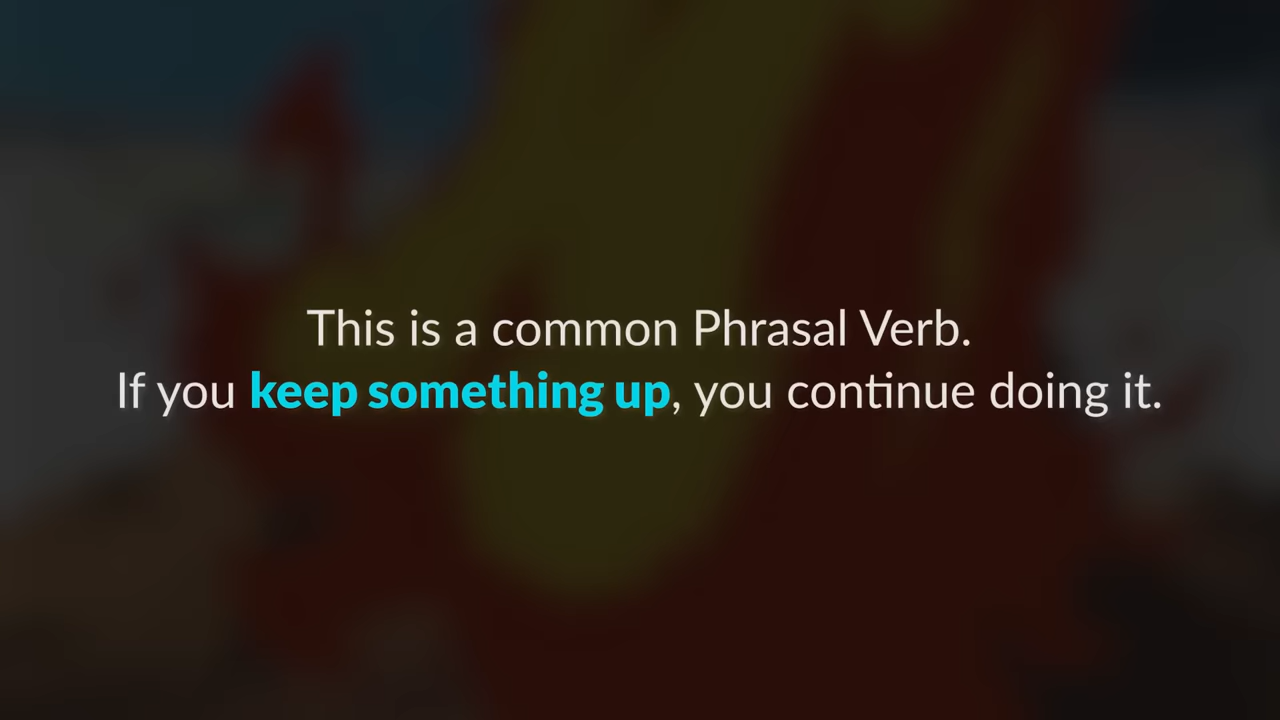 This is a common Phrasal Verb.
If you keep something up, you continue doing it.